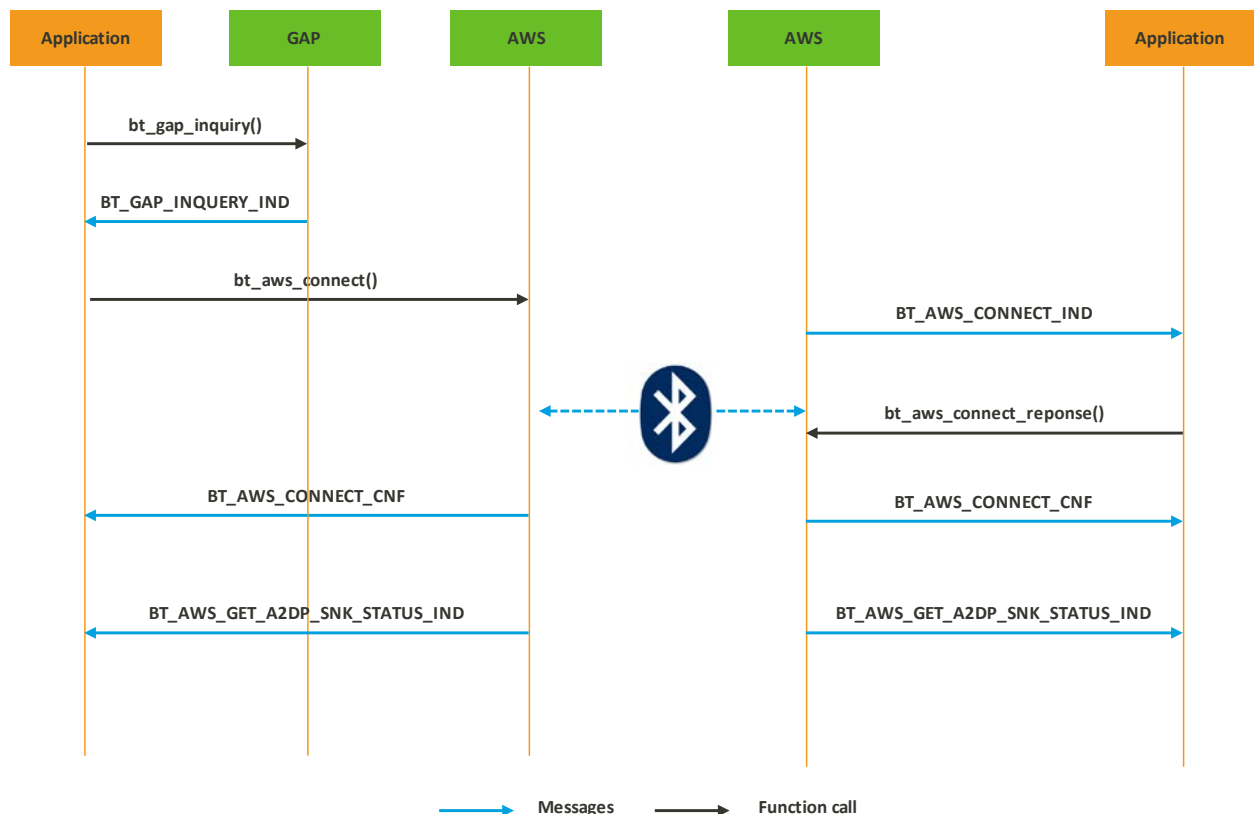 Application
GAP
AWS
AWS
Application
bt_gap_inquiry()
BT_GAP_INQUERY_IND
bt_aws_connect()
BT_AWS_CONNECT_IND
bt_aws_connect_reponse()
BT_AWS_CONNECT_CNF
BT_AWS_CONNECT_CNF
BT_AWS_GET_A2DP_SNK_STATUS_IND
BT_AWS_GET_A2DP_SNK_STATUS_IND
Messages
Function call